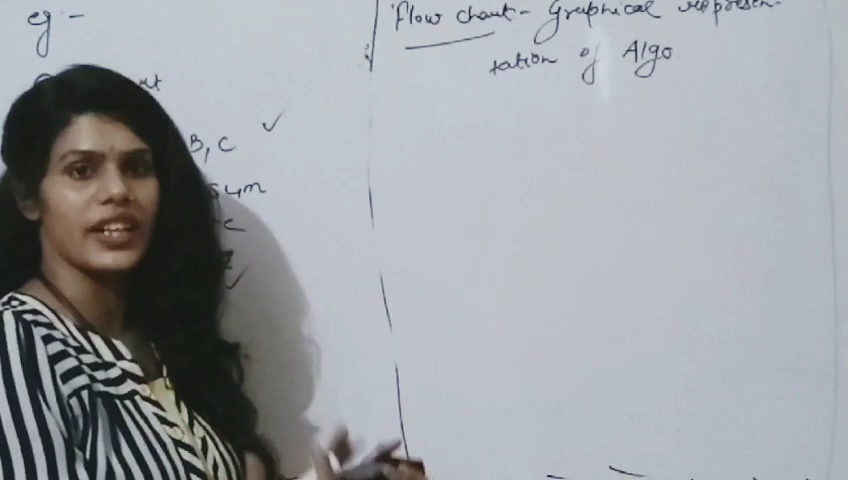 eg :-
B, C ✓
sum
C
Flow chart - Graphical represen-
tation of Algo.